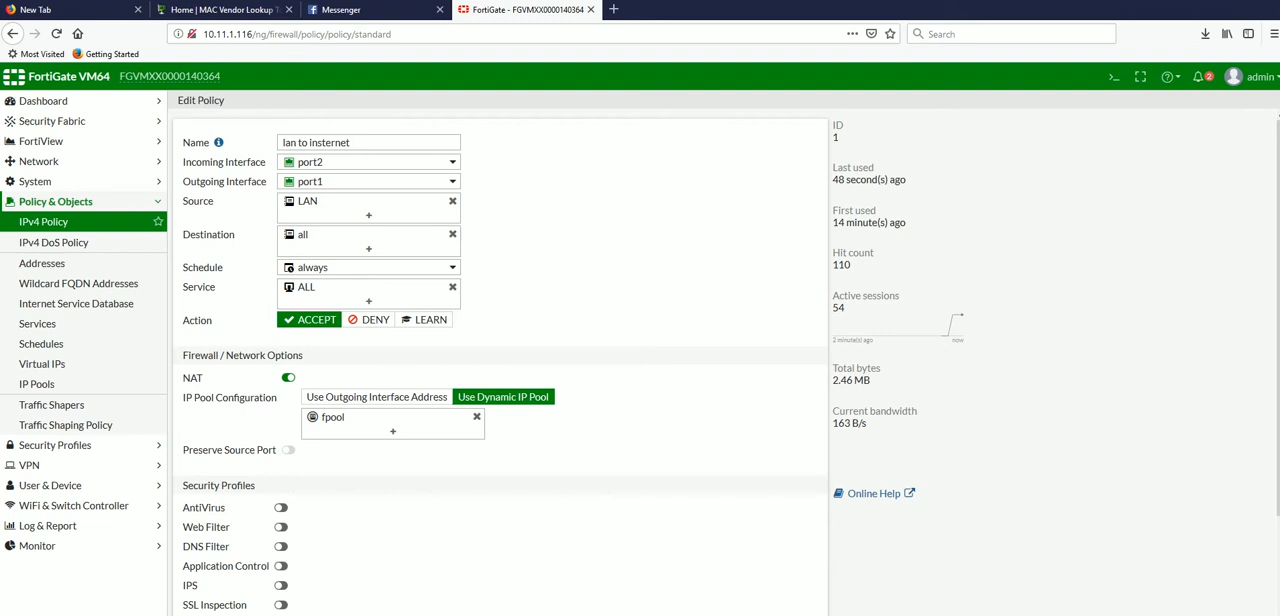 New Tab
Home | MAC Vendor Lookup T
Messenger
FortiGate - FGVMXX0000140364
10.11.1.116/ng/firewall/policy/policy/standard
Search
Most Visited
Getting Started
FortiGate VM64
FGVMXX0000140364
2
admin
Dashboard
Security Fabric
FortiView
Network
System
Policy & Objects
IPv4 Policy
IPv4 DoS Policy
Addresses
Wildcard FQDN Addresses
Internet Service Database
Services
Schedules
Virtual IPs
IP Pools
Traffic Shapers
Traffic Shaping Policy
Security Profiles
VPN
User & Device
WiFi & Switch Controller
Log & Report
Monitor
Edit Policy
Name
lan to insternet
Incoming Interface
port2
Outgoing Interface
port1
Source
LAN
Destination
all
Schedule
always
Service
ALL
Action
ACCEPT
DENY
LEARN
Firewall / Network Options
NAT
IP Pool Configuration
Use Outgoing Interface Address
Use Dynamic IP Pool
fpool
Preserve Source Port
Security Profiles
AntiVirus
Web Filter
DNS Filter
Application Control
IPS
SSL Inspection
ID
1
Last used
48 second(s) ago
First used
14 minute(s) ago
Hit count
110
Active sessions
54
2 minute(s) ago
now
Total bytes
2.46 MB
Current bandwidth
163 B/s
Online Help